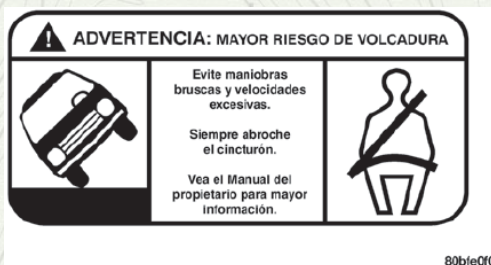 ADVERTENCIA: MAYOR RIESGO DE VOLCADURA
Evite maniobras
bruscas y velocidades
excesivas.
Siempre abroche
el cinturón.
Vea el Manual del
propietario para mayor
información.